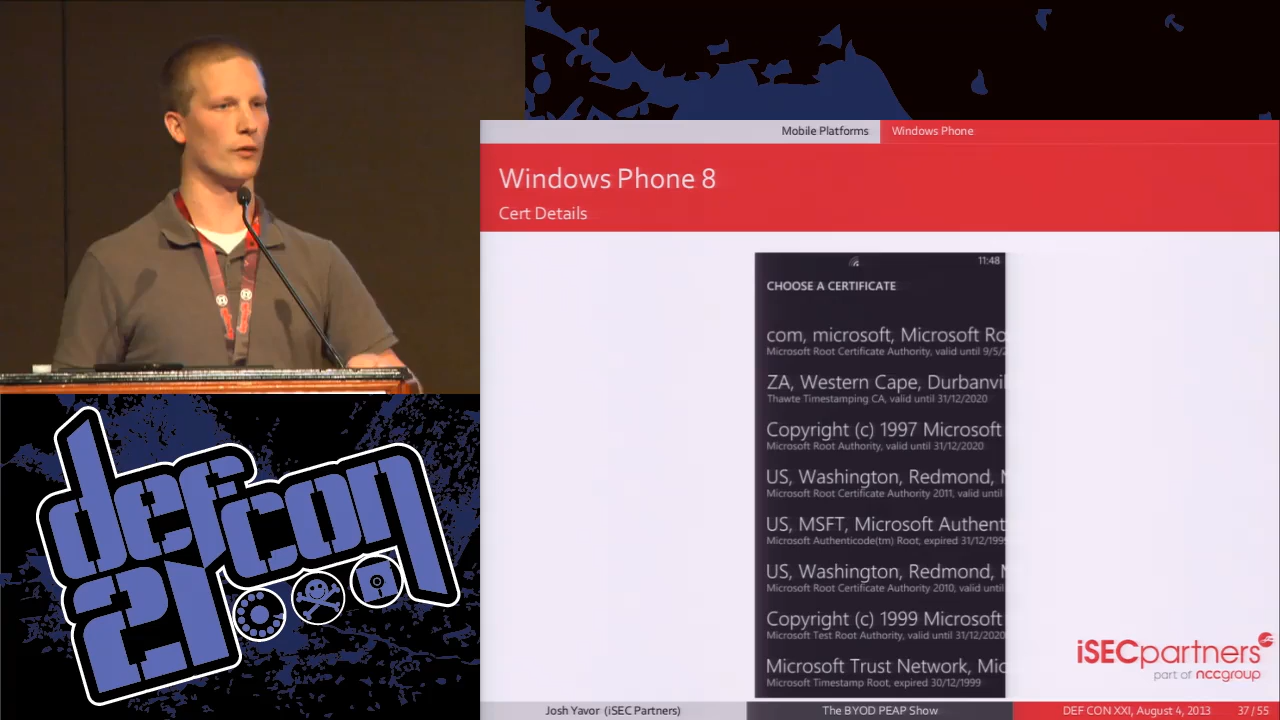 Mobile Platforms
Windows Phone
Windows Phone 8
Cert Details
11:48
CHOOSE A CERTIFICATE
com, microsoft, Microsoft Ro
Microsoft Root Certificate Authority, valid until 9/5/2
ZA, Western Cape, Durbanvil
Thawte Timestamping CA, valid until 31/12/2020
Copyright (c) 1997 Microsoft
Microsoft Root Authority, valid until 31/12/2020
US, Washington, Redmond, M
Microsoft Root Certificate Authority 2011, valid until
US, MSFT, Microsoft Authent
Microsoft Authenticode(tm) Root, expired 31/12/1999
US, Washington, Redmond, M
Microsoft Root Certificate Authority 2010, valid until
Copyright (c) 1999 Microsoft
Microsoft Test Root Authority, valid until 31/12/2020
Microsoft Trust Network, Mic
Microsoft Timestamp Root, expired 30/12/1999
iSECpartners
part of nccgroup
Josh Yavor (iSEC Partners)
The BYOD PEAP Show
DEF CON XXI, August 4, 2013
37 / 55
defcon
21